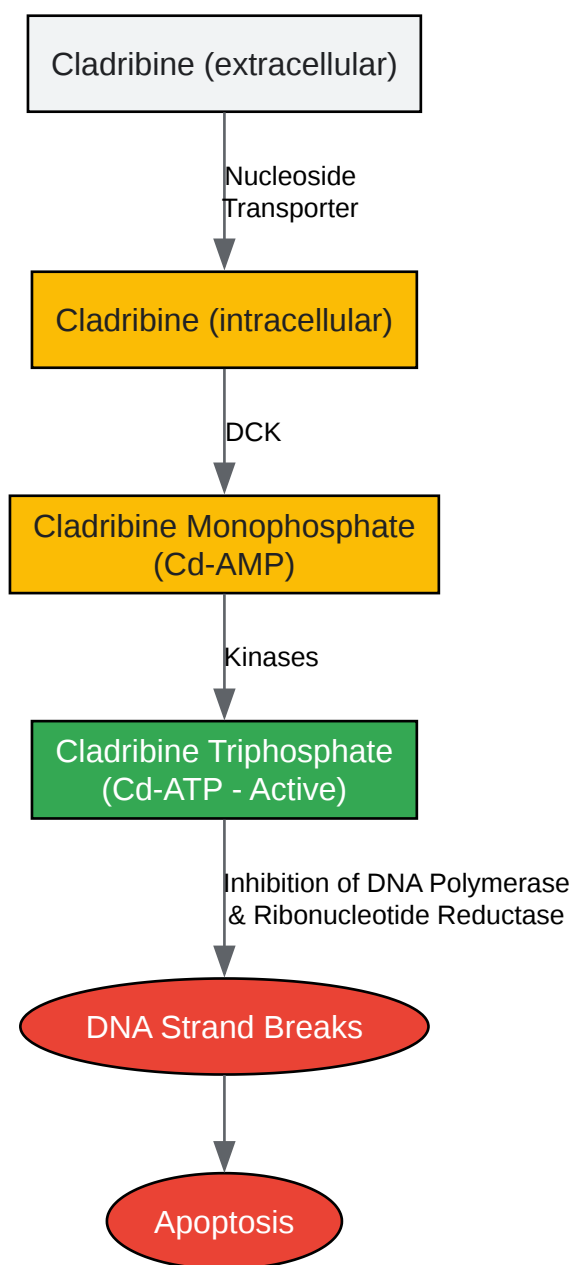 Cladribine (extracellular)
Nucleoside
Transporter
Cladribine (intracellular)
DCK
Cladribine Monophosphate
(Cd-AMP)
Kinases
Cladribine Triphosphate
(Cd-ATP - Active)
Inhibition of DNA Polymerase
& Ribonucleotide Reductase
DNA Strand Breaks
Apoptosis